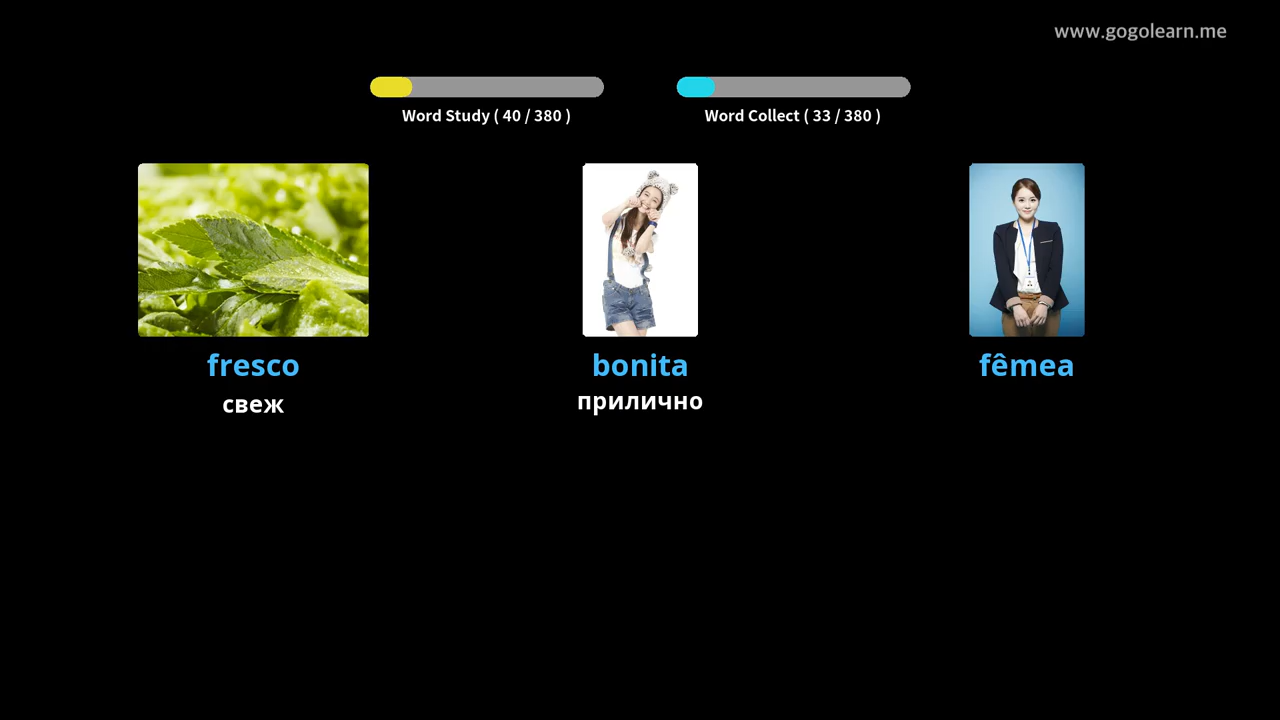 www.gogolearn.me
Word Study ( 40 / 380 )
Word Collect ( 33 / 380 )
fresco
bonita
fêmea
свеж
прилично